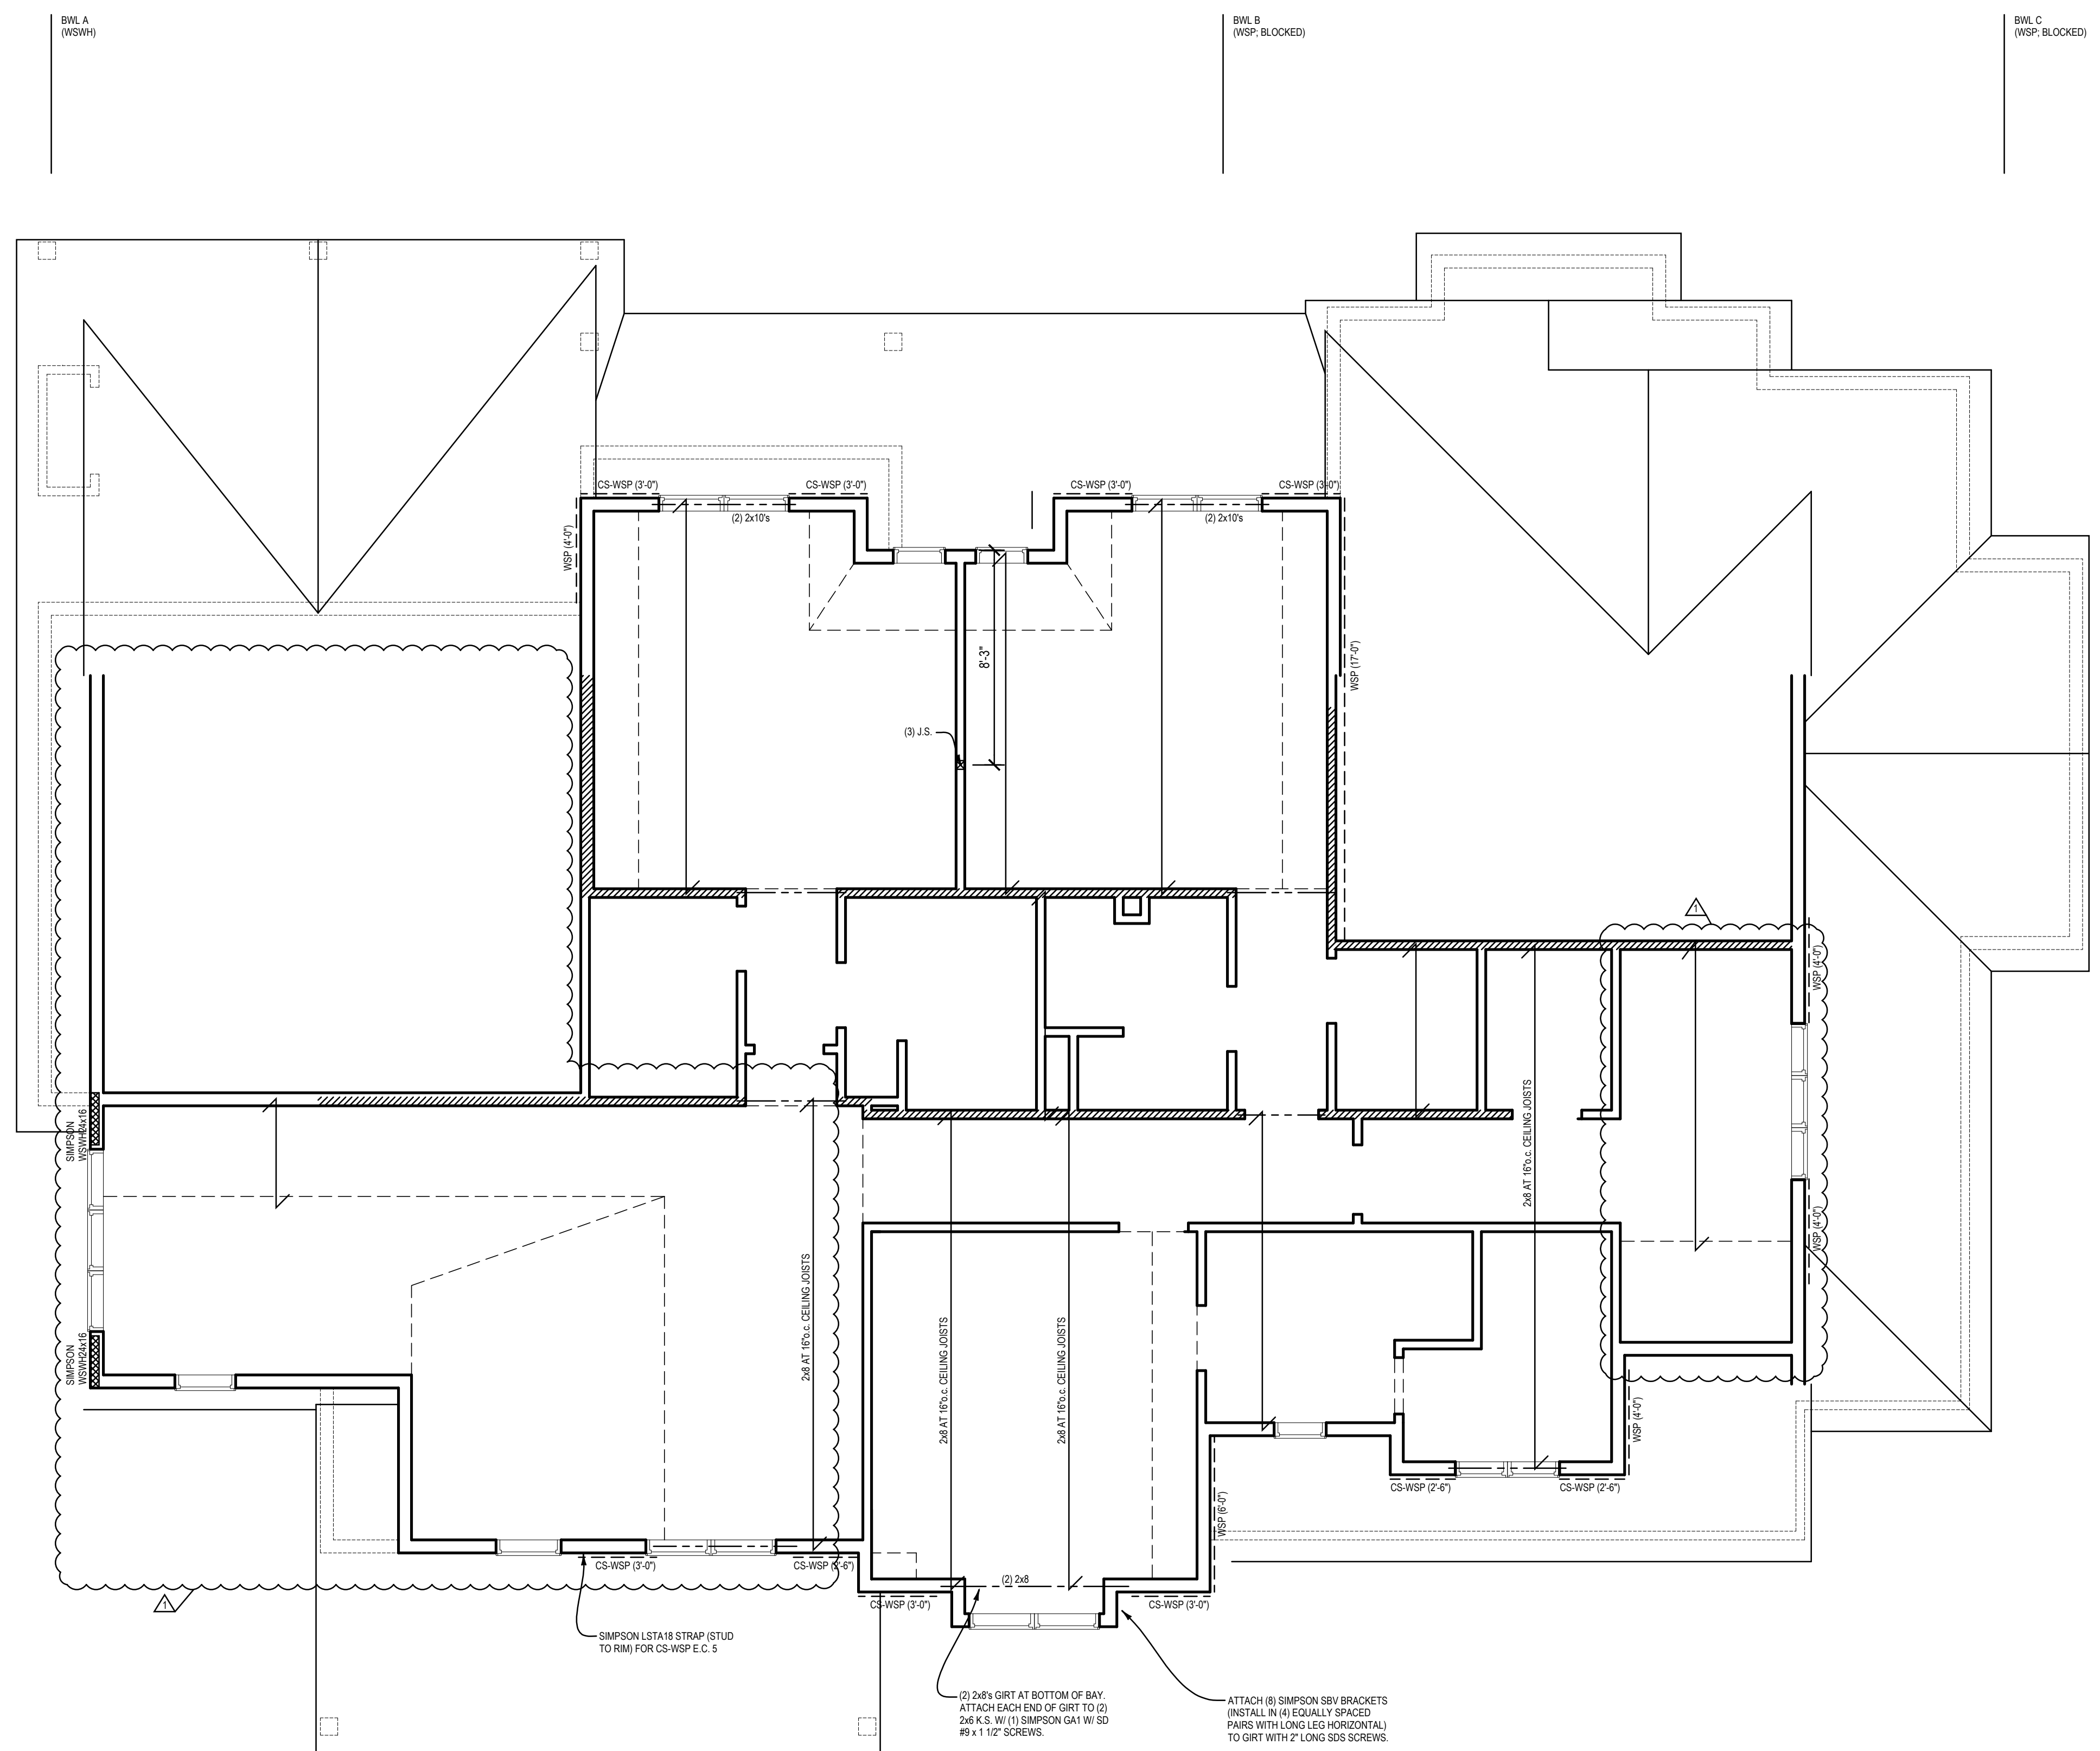 BWL A
(WSWH)
BWL B
(WSP; BLOCKED)
BWL C
(WSP; BLOCKED)
CS-WSP (3'-0")
CS-WSP (3'-0")
CS-WSP (3'-0")
CS-WSP (3'-0")
(2) 2x10's
(2) 2x10's
WSP (4'-0")
WSP (17'-0")
8'-3"
(3) J.S.
1
WSP (4'-0")
SIMPSON
WSWH24x16
2x8 AT 16"o.c. CEILING JOISTS
WSP (4'-0")
2x8 AT 16"o.c. CEILING JOISTS
2x8 AT 16"o.c. CEILING JOISTS
2x8 AT 16"o.c. CEILING JOISTS
SIMPSON
WSWH24x16
WSP (4'-0")
WSP (6'-0")
CS-WSP (2'-6")
CS-WSP (2'-6")
CS-WSP (3'-0")
CS-WSP (2'-6")
(2) 2x8
CS-WSP (3'-0")
CS-WSP (3'-0")
1
SIMPSON LSTA18 STRAP (STUD
TO RIM) FOR CS-WSP E.C. 5
(2) 2x8's GIRT AT BOTTOM OF BAY.
ATTACH EACH END OF GIRT TO (2)
2x6 K.S. W/ (1) SIMPSON GA1 W/ SD
#9 x 1 1/2" SCREWS.
ATTACH (8) SIMPSON SBV BRACKETS
(INSTALL IN (4) EQUALLY SPACED
PAIRS WITH LONG LEG HORIZONTAL)
TO GIRT WITH 2" LONG SDS SCREWS.